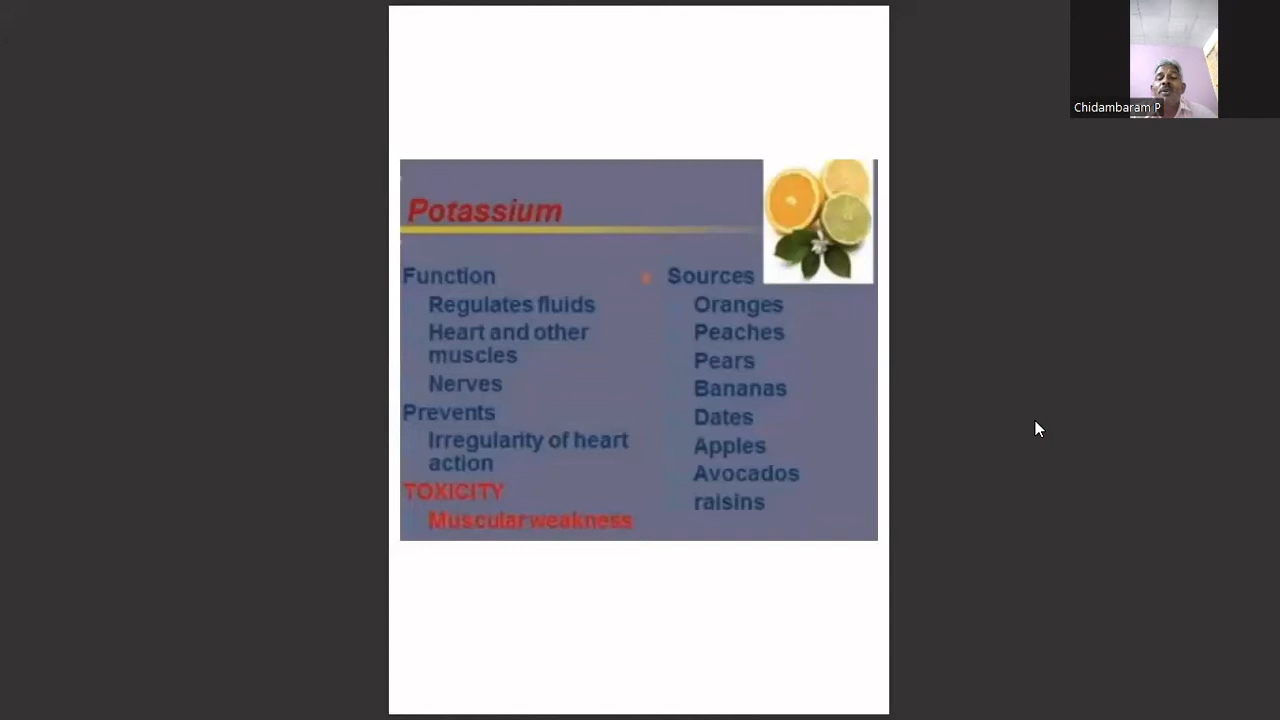 Potassium
Function
Regulates fluids
Heart and other
muscles
Nerves
Prevents
Irregularity of heart
action
TOXICITY
Muscular weakness
Sources
Oranges
Peaches
Pears
Bananas
Dates
Apples
Avocados
raisins
Chidambaram P